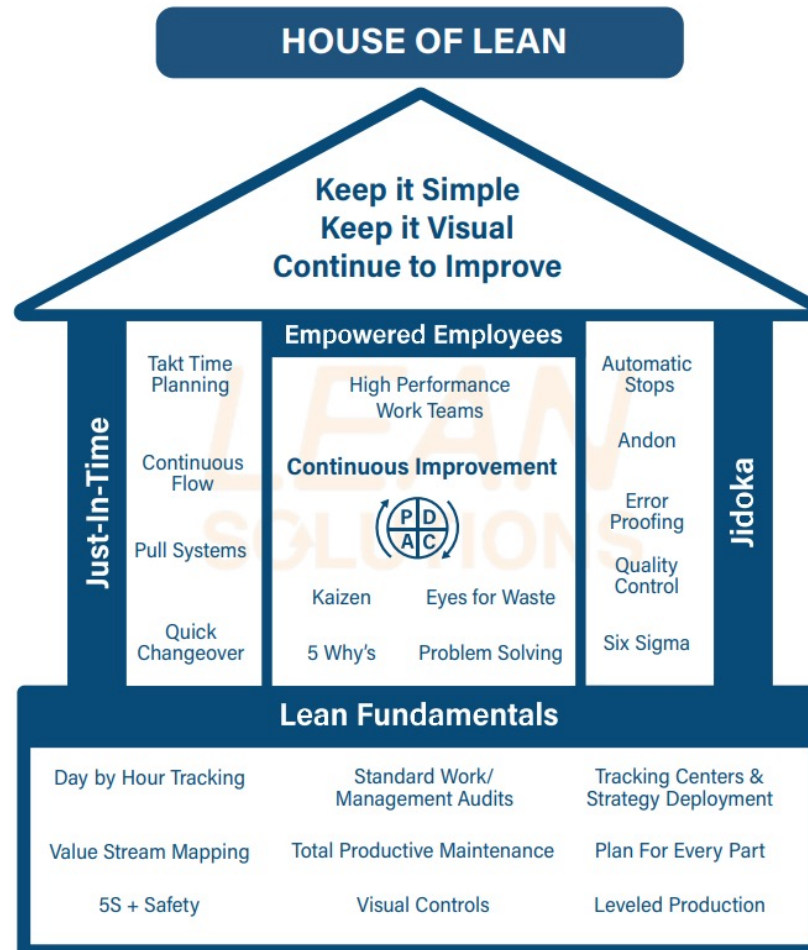 HOUSE OF LEAN
Keep it Simple
Keep it Visual
Continue to Improve
Just-In-Time
Takt Time
Planning
Continuous
Flow
Pull Systems
Quick
Changeover
Empowered Employees
High Performance
Work Teams
Continuous Improvement
P D
A C
Kaizen
Eyes for Waste
5 Why's
Problem Solving
Automatic
Stops
Andon
Error
Proofing
Quality
Control
Six Sigma
Jidoka
LEAN
SOLUTIONS
Lean Fundamentals
Day by Hour Tracking
Standard Work/
Management Audits
Tracking Centers &
Strategy Deployment
Value Stream Mapping
Total Productive Maintenance
Plan For Every Part
5S + Safety
Visual Controls
Leveled Production